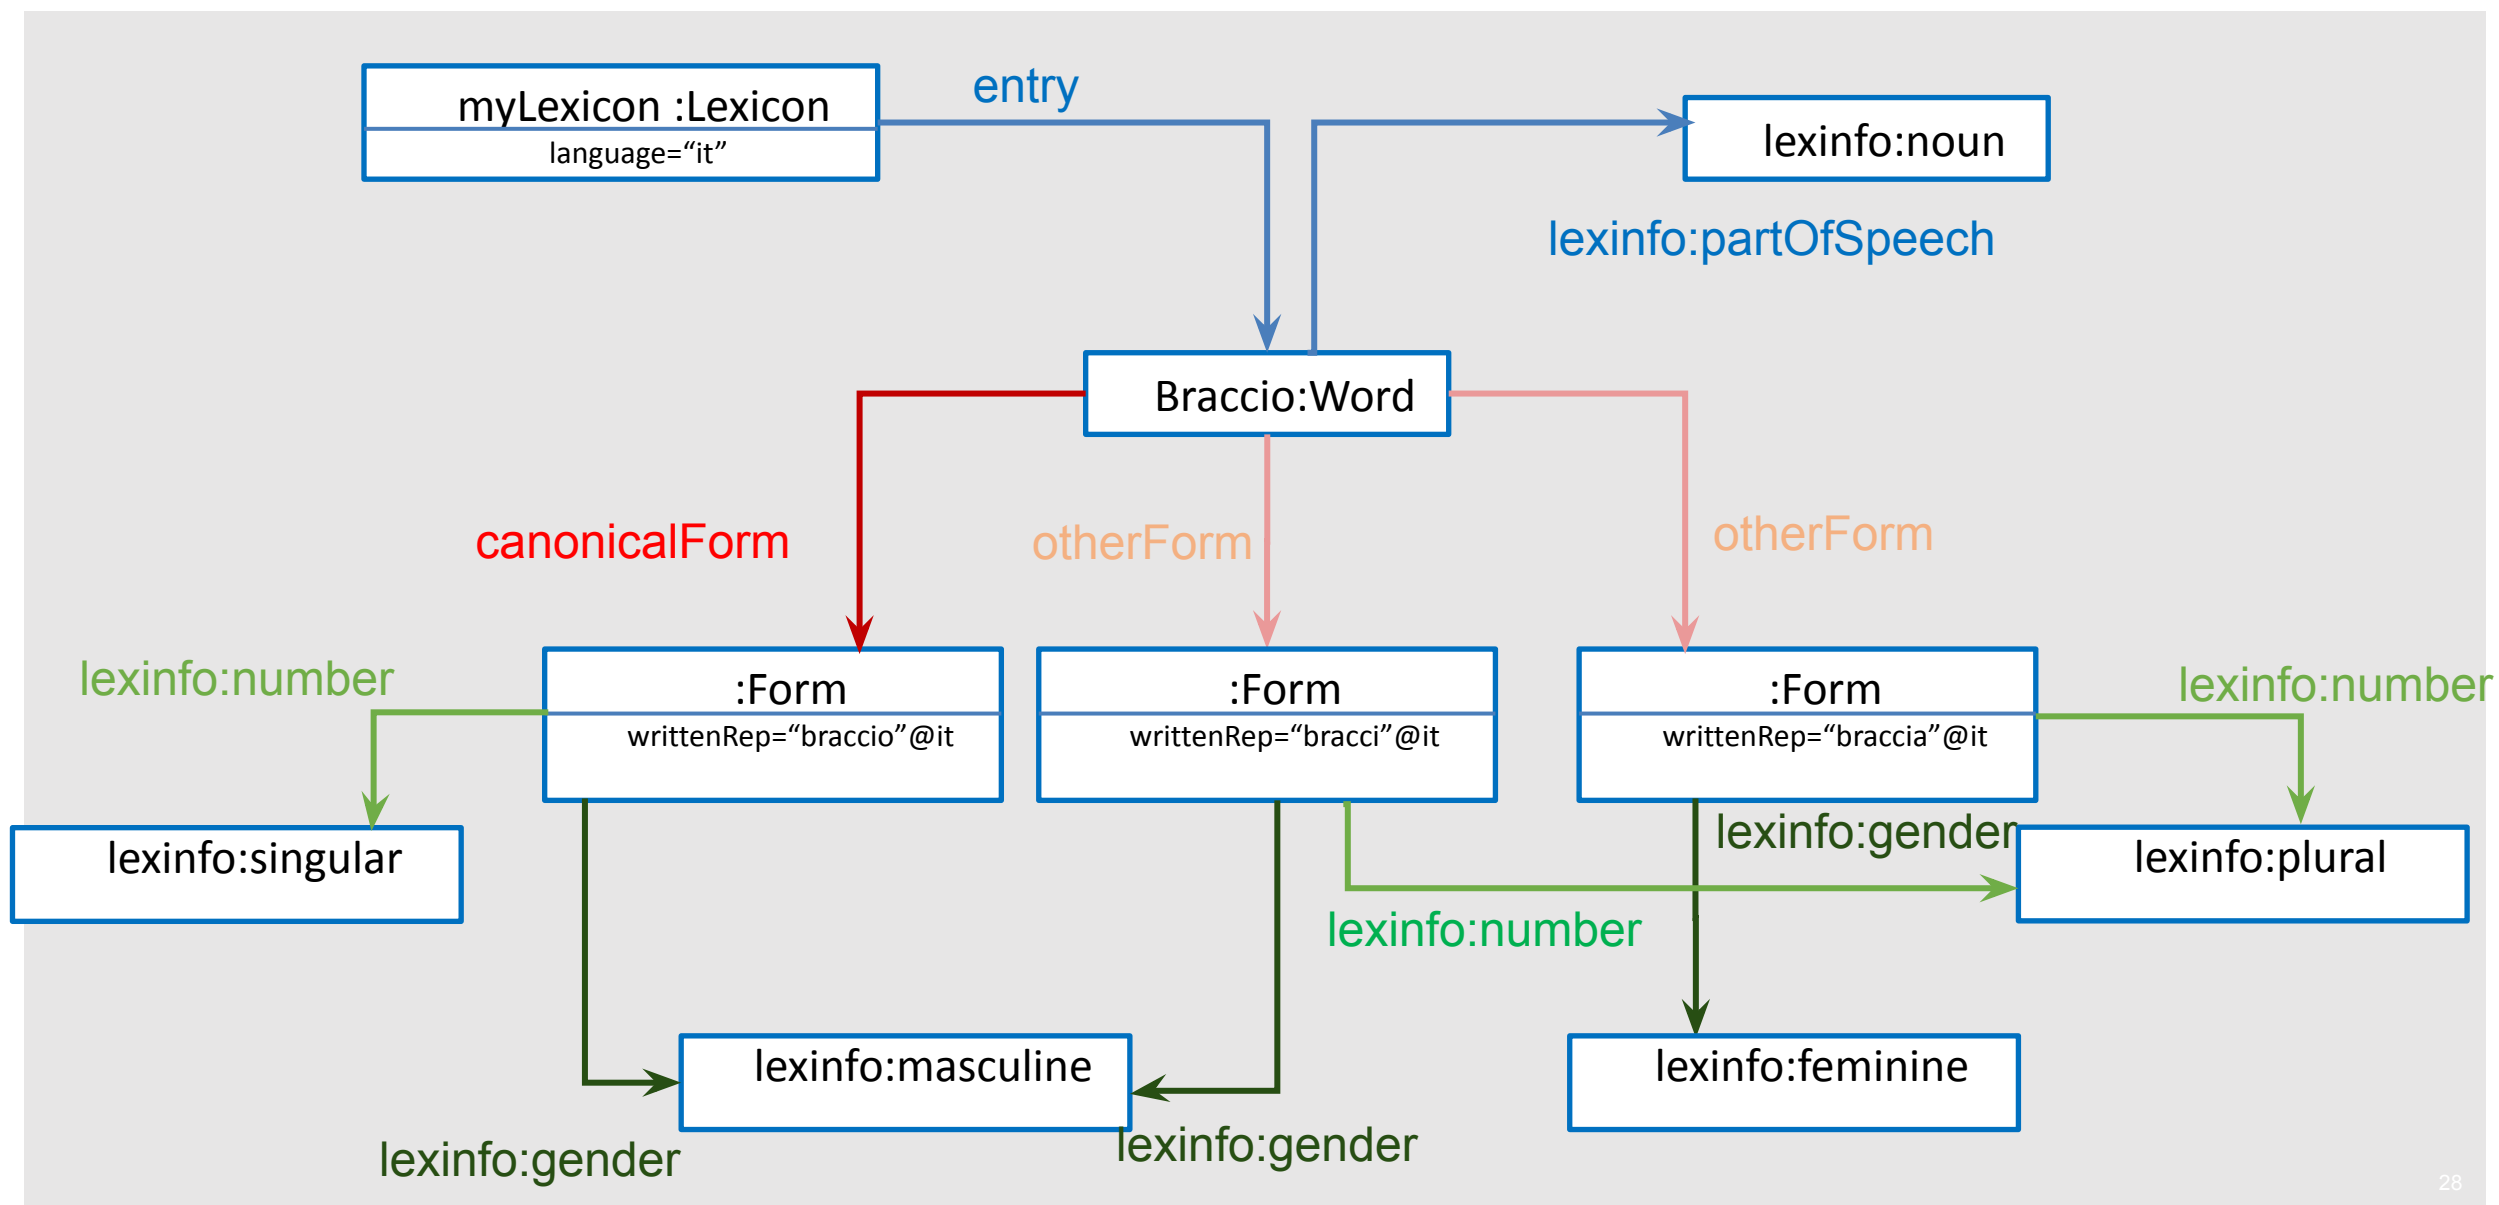 myLexicon :Lexicon
language=“it”
entry
lexinfo:noun
lexinfo:partOfSpeech
Braccio:Word
canonicalForm
otherForm
otherForm
lexinfo:number
:Form
writtenRep=“braccio”@it
:Form
writtenRep=“bracci”@it
:Form
writtenRep=“braccia”@it
lexinfo:number
lexinfo:singular
lexinfo:gender
lexinfo:plural
lexinfo:number
lexinfo:masculine
lexinfo:feminine
lexinfo:gender
lexinfo:gender
28